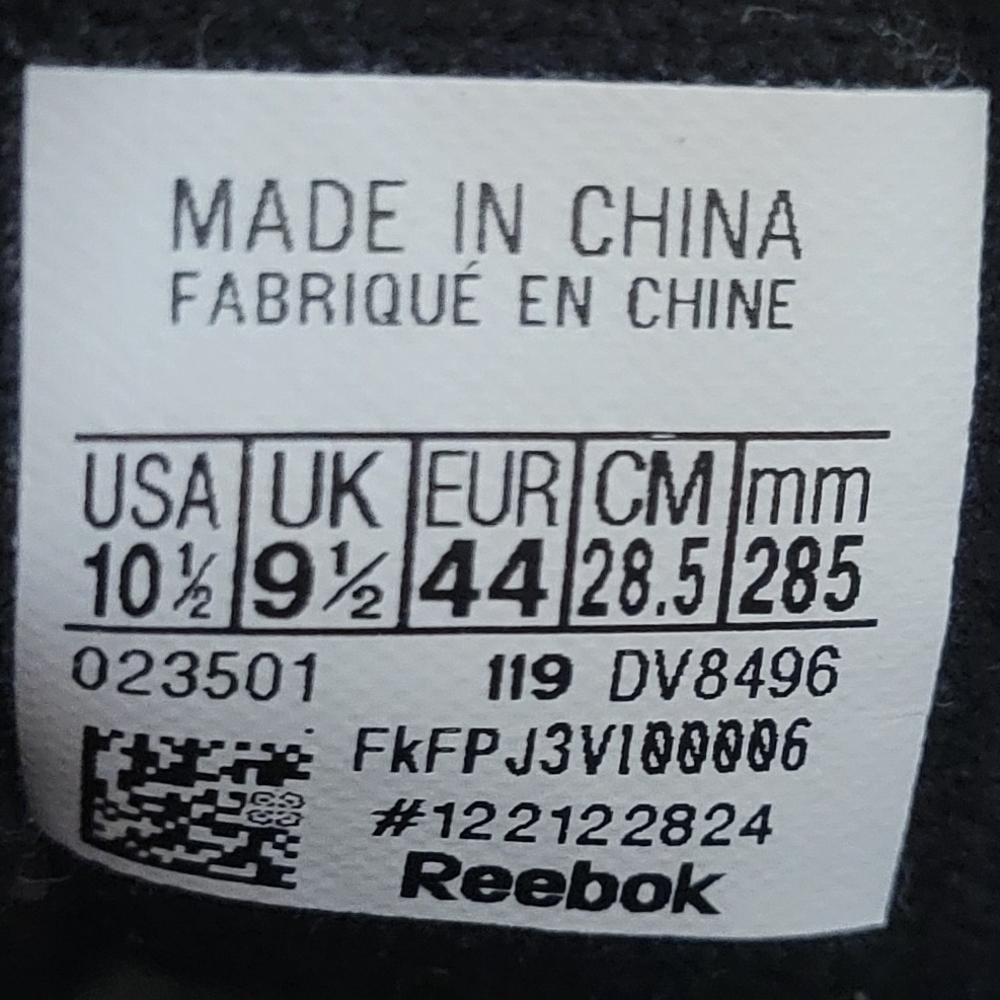 MADE IN CHINA
FABRIQUÉ EN CHINE
USA UK EUR CM mm
10½ 9½ 44 28.5 285
023501 119 DV8496
FkFPJ3V100006
#122122824
Reebok